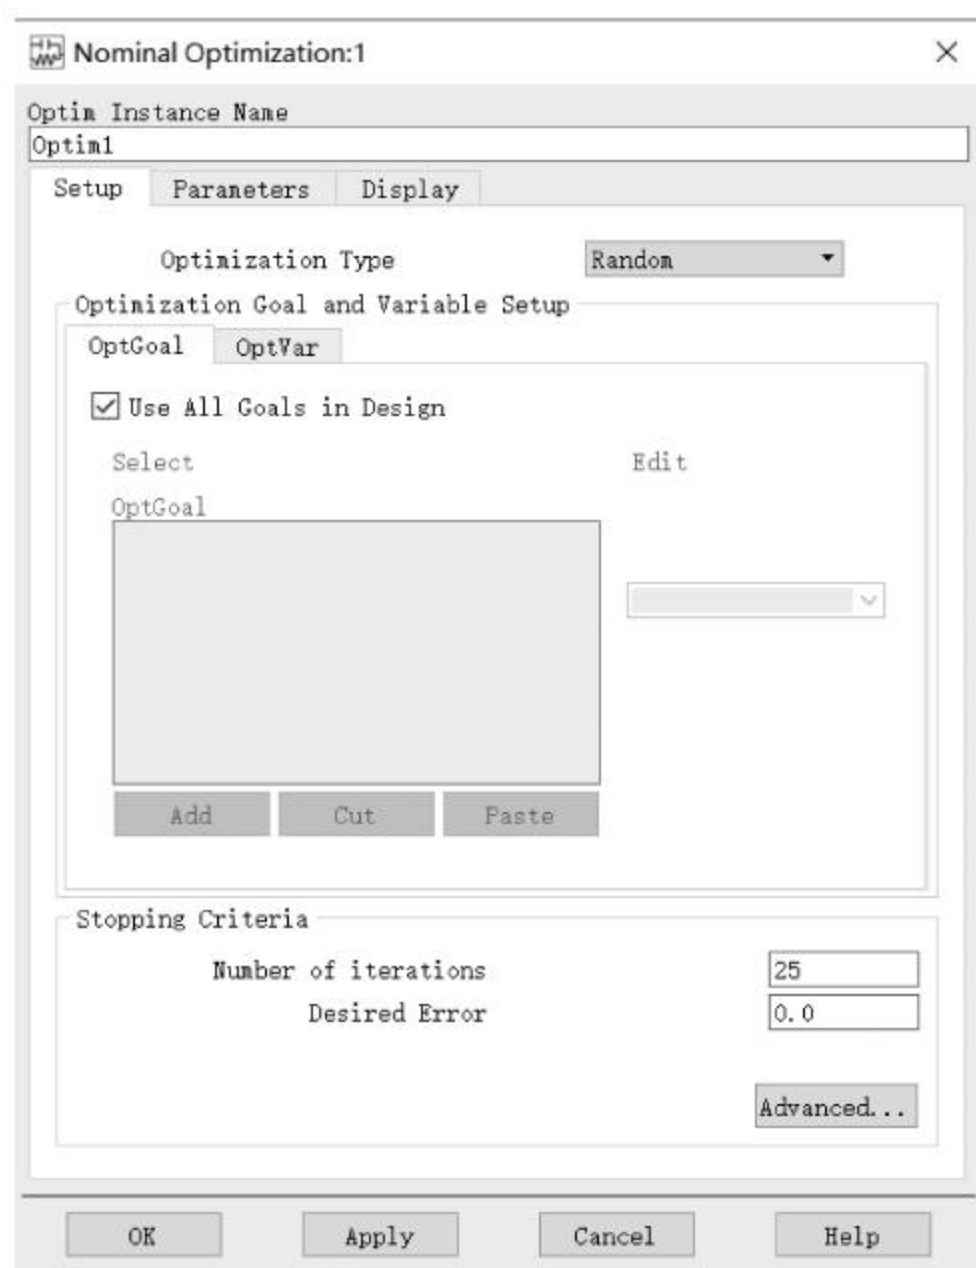 Nominal Optimization:1
Optim Instance Name
Optim1
Setup Parameters Display
Optimization Type Random
Optimization Goal and Variable Setup
OptGoal OptVar
Use All Goals in Design
Select Edit
OptGoal
Add Cut Paste
Stopping Criteria
Number of iterations 25
Desired Error 0.0
Advanced...
OK Apply Cancel Help